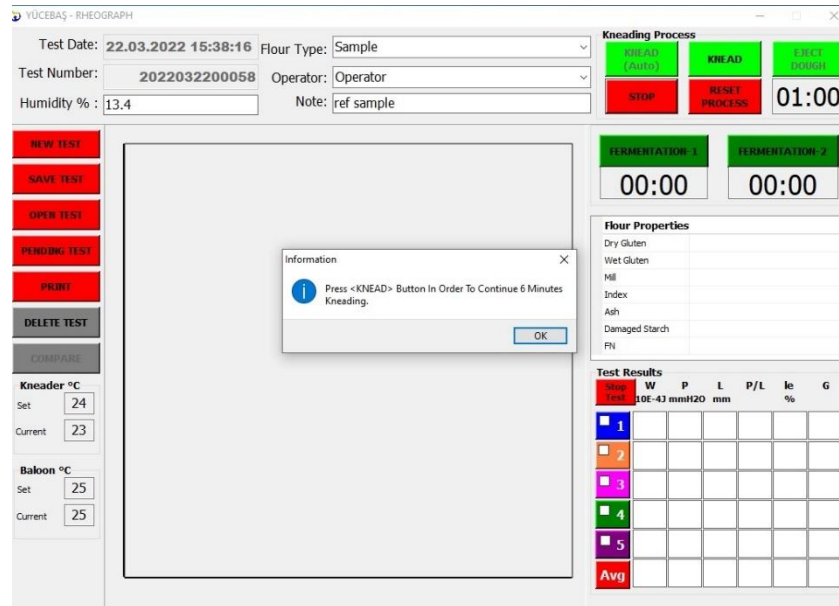 YÜCEBAŞ - RHEOGRAPH
Test Date: 22.03.2022 15:38:16
Flour Type: Sample
Test Number: 2022032200058
Operator: Operator
Humidity % : 13.4
Note: ref sample
Kneading Process
KNEAD
(Auto)
KNEAD
EJECT
DOUGH
STOP
RESET
PROCESS
01:00
NEW TEST
SAVE TEST
OPEN TEST
PENDING TEST
PRINT
DELETE TEST
COMPARE
Kneader °C
Set 24
Current 23
Baloon °C
Set 25
Current 25
Information
Press <KNEAD> Button In Order To Continue 6 Minutes
Kneading.
OK
FERMENTATION-1
FERMENTATION-2
00:00
00:00
Flour Properties
Dry Gluten
Wet Gluten
Mill
Index
Ash
Damaged Starch
FN
Test Results
Stop
Test
W P L P/L Ie G
10E-4J mmH2O mm %
1
2
3
4
5
Avg